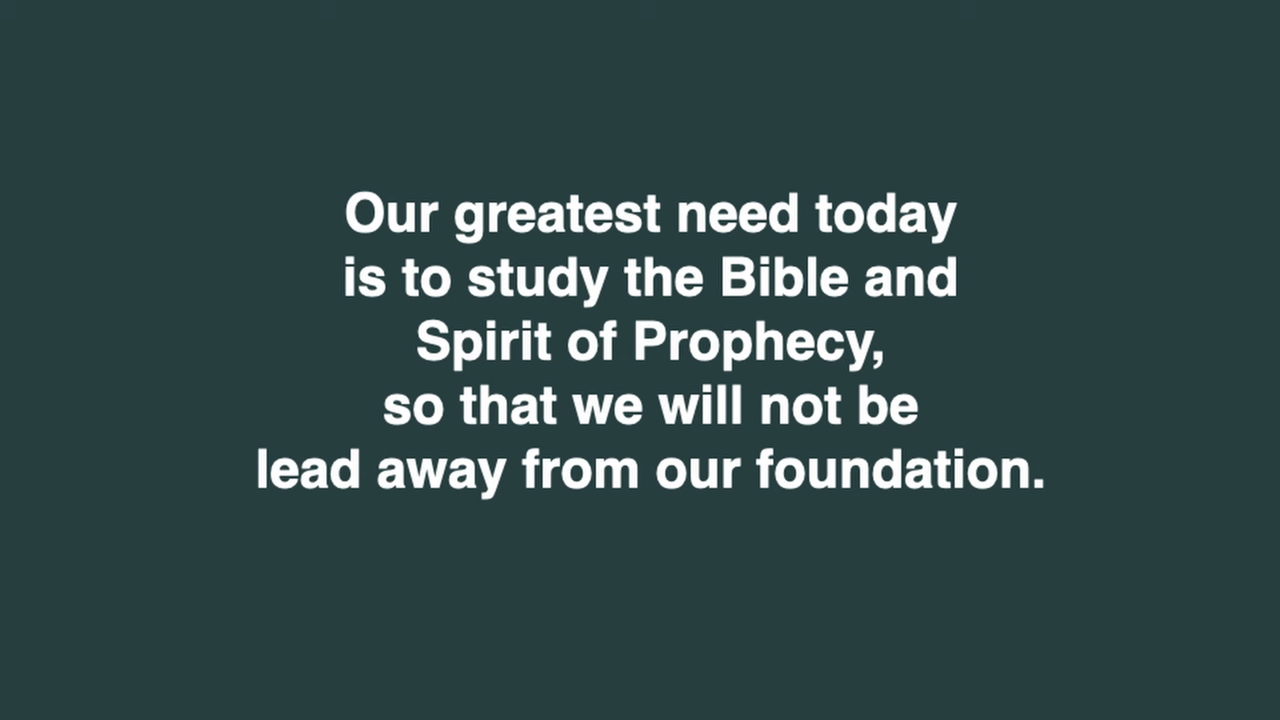 Our greatest need today
is to study the Bible and
Spirit of Prophecy,
so that we will not be
lead away from our foundation.